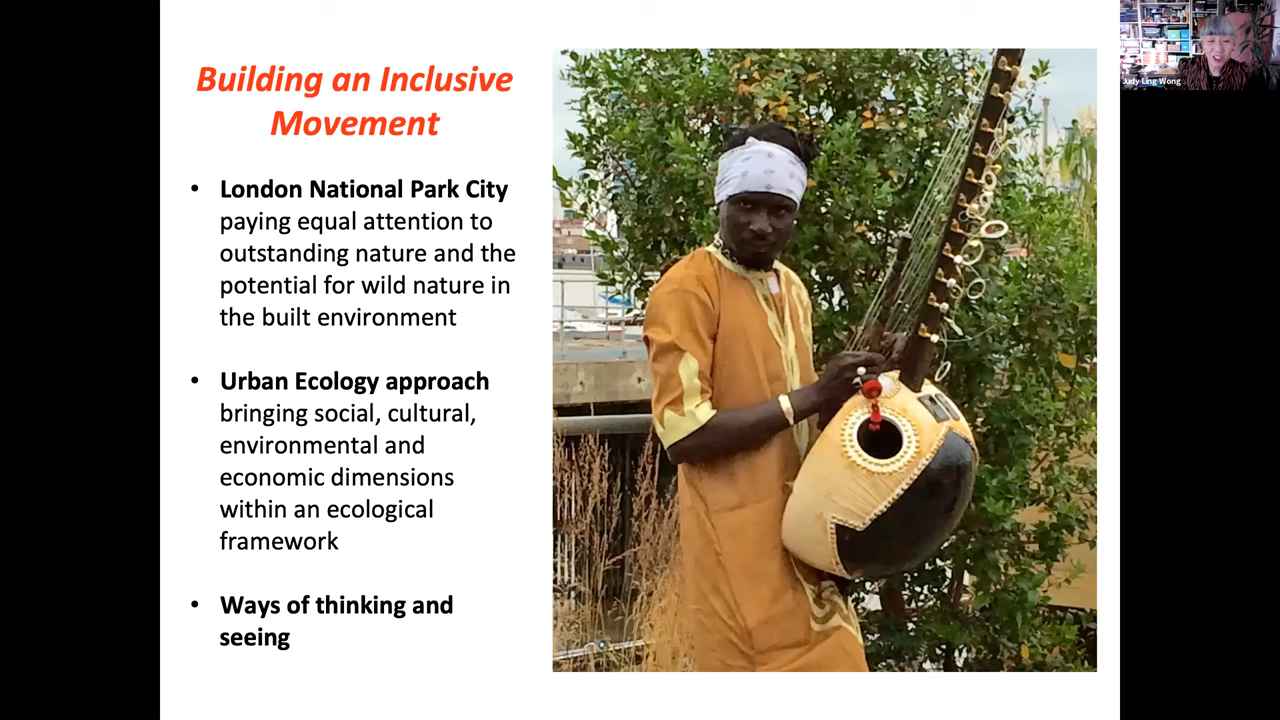 Building an Inclusive
Movement
• London National Park City
paying equal attention to
outstanding nature and the
potential for wild nature in
the built environment
• Urban Ecology approach
bringing social, cultural,
environmental and
economic dimensions
within an ecological
framework
• Ways of thinking and
seeing
Judy Ling Wong